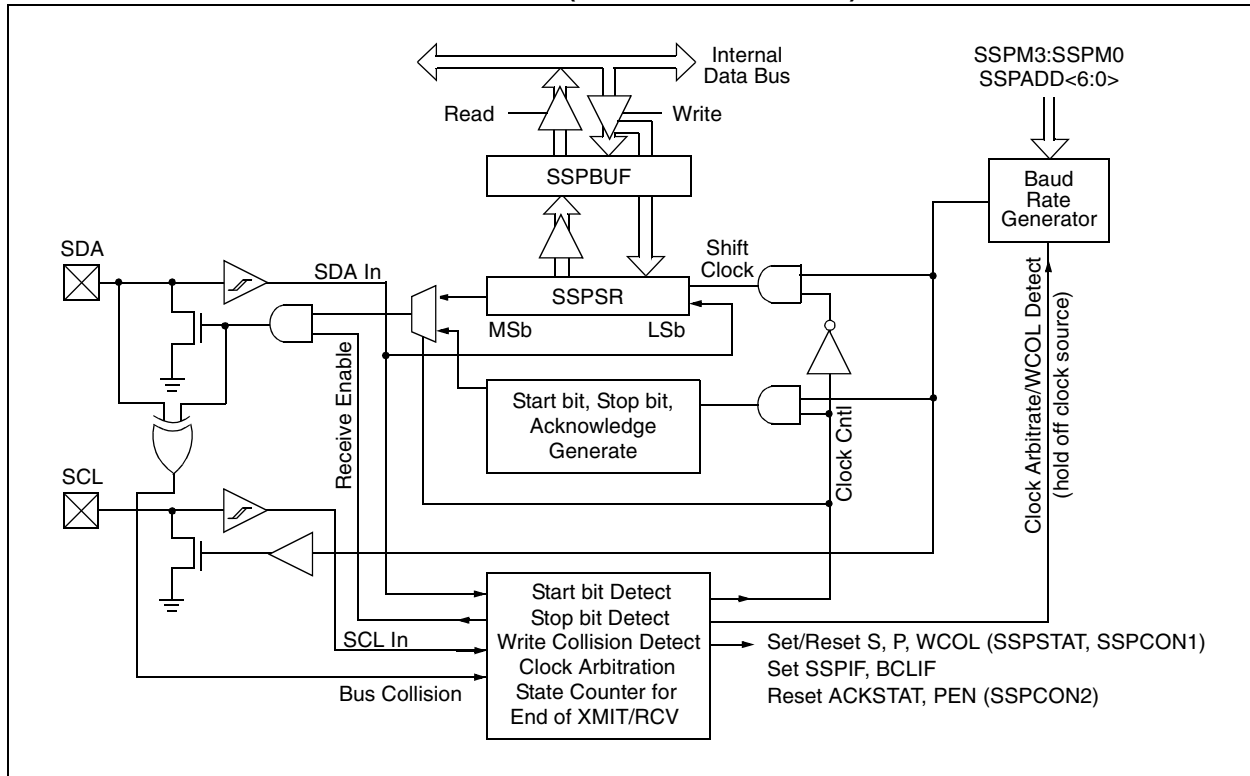 Internal
Data Bus
SSPM3:SSPM0
SSPADD<6:0>
Read
Write
SSPBUF
Baud
Rate
Generator
SDA
SDA In
Shift
Clock
SSPSR
MSb
LSb
Receive Enable
Start bit, Stop bit,
Acknowledge
Generate
Clock Cntl
Clock Arbitrate/WCOL Detect
(hold off clock source)
SCL
SCL In
Bus Collision
Start bit Detect
Stop bit Detect
Write Collision Detect
Clock Arbitration
State Counter for
End of XMIT/RCV
Set/Reset S, P, WCOL (SSPSTAT, SSPCON1)
Set SSPIF, BCLIF
Reset ACKSTAT, PEN (SSPCON2)